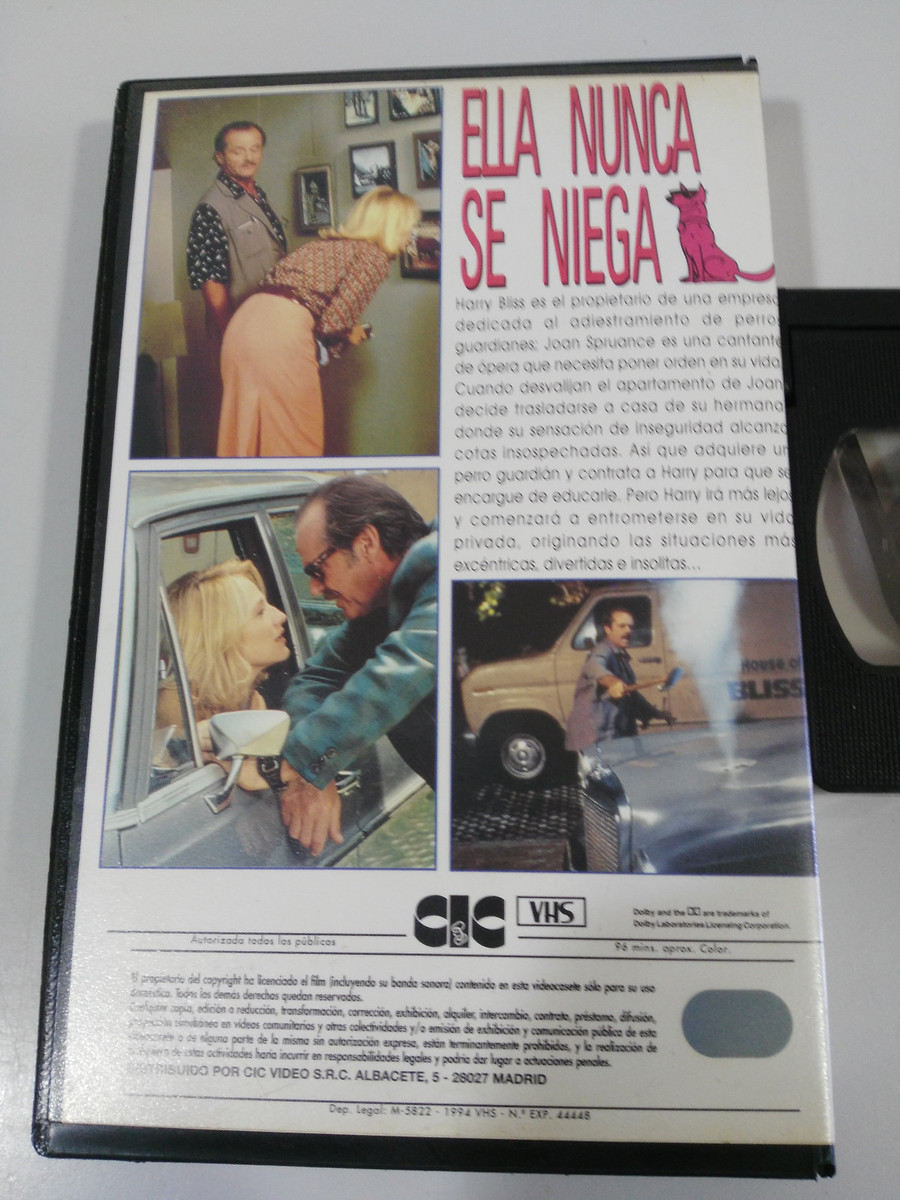 ELLA NUNCA
SE NIEGA
Harry Bliss es el propietario de una empresa
dedicada al adiestramiento de perros
guardianes; Joan Spruance es una cantante
de ópera que necesita poner orden en su vida.
Cuando desvalijan el apartamento de Joan,
decide trasladarse a casa de su hermana,
donde su sensación de inseguridad alcanza
cotas insospechadas. Así que adquiere un
perro guardián y contrata a Harry para que se
encargue de educarle. Pero Harry irá más lejos
y comenzará a entrometerse en su vida
privada, originando las situaciones más
excéntricas, divertidas e insolitas...
House of
BLISS
CIC
VHS
Dolby and the are trademarks of
Dolby Laboratories Licensing Corporation.
Autorizada todos los públicos
96 mins. aprox. Color.
El propietario del copyright ha licenciado el film (incluyendo su banda sonora) contenido en esta videocasete sólo para su uso
doméstico. Todos los demás derechos quedan reservados.
Cualquier copia, edición a reducción, transformación, corrección, exhibición, alquiler, intercambio, contrato, préstamo, difusión,
proyección simultánea en vídeos comunitarios y otras colectividades y/o emisión de exhibición y comunicación pública de esta
videocasete o de alguna parte de la misma sin autorización expresa, están terminantemente prohibidas, y la realización de
cualquiera de estas actividades haría incurrir en responsabilidades legales y podría dar lugar a actuaciones penales.
DISTRIBUIDO POR CIC VIDEO S.R.C. ALBACETE, 5 - 28027 MADRID
Dep. Legal: M-5822 - 1994 VHS - N.º EXP. 44448